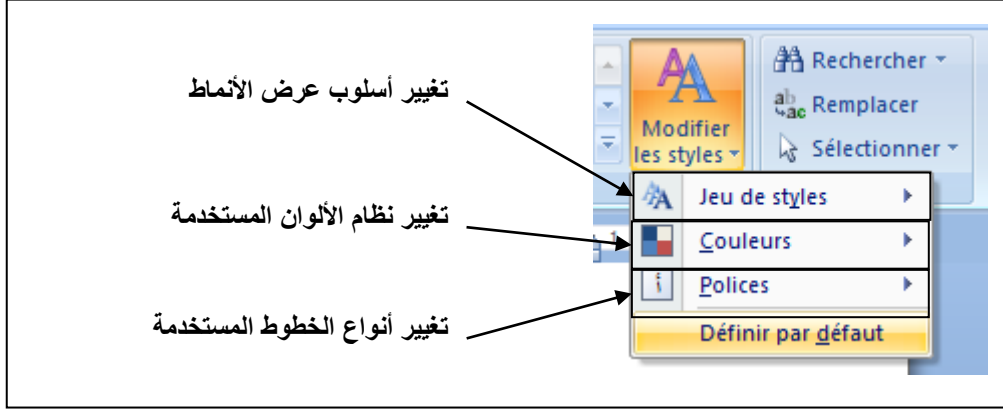 تغيير أسلوب عرض الأنماط
تغيير نظام الألوان المستخدمة
تغيير أنواع الخطوط المستخدمة
Modifier
les styles
Rechercher
Remplacer
Sélectionner
Jeu de styles
Couleurs
Polices
Définir par défaut